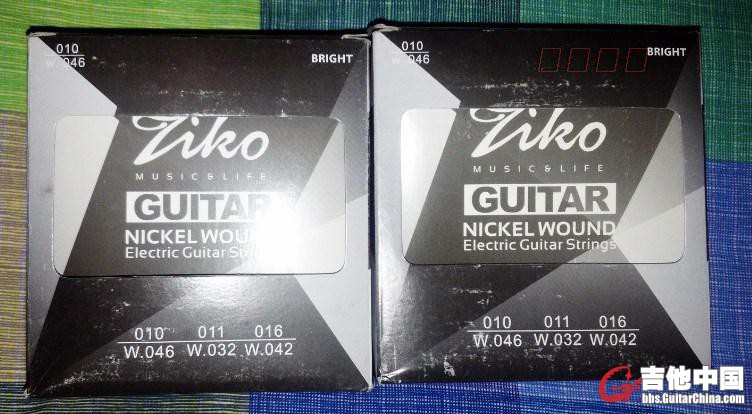 010
W.046
BRIGHT
Ziko
MUSIC & LIFE
GUITAR
NICKEL WOUND
Electric Guitar Strings
010 011 016
W.046 W.032 W.042
010
W.046
BRIGHT
Ziko
MUSIC & LIFE
GUITAR
NICKEL WOUND
Electric Guitar Strings
010 011 016
W.046 W.032 W.042
吉他中国
bbs.GuitarChina.com